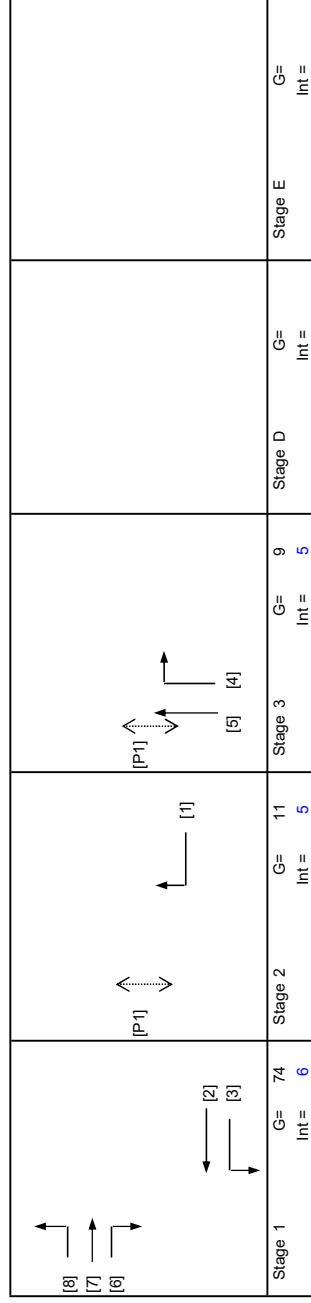 [8]
[7]
[6]
[2]
[3]
Stage 1 G= 74
Int = 6
[P1]
[1]
Stage 2 G= 11
Int = 5
[P1]
[5]
[4]
Stage 3 G= 9
Int = 5
Stage D G=
Int =
Stage E G=
Int =